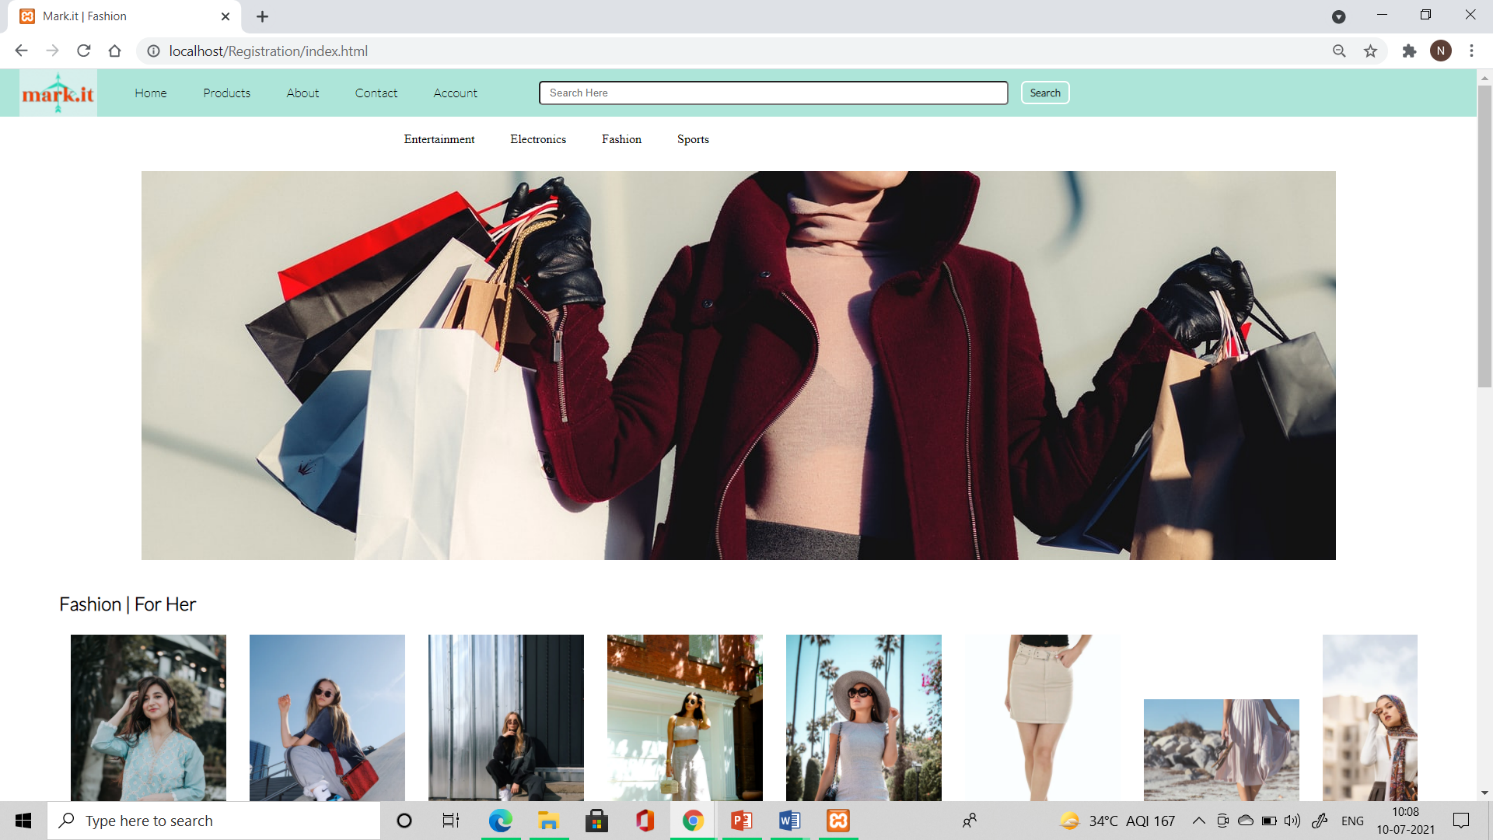 Mark.it | Fashion
localhost/Registration/index.html
N
mark.it Home Products About Contact Account Search Here Search
Entertainment Electronics Fashion Sports
Fashion | For Her
Type here to search
34°C AQI 167 ENG 10:08
10-07-2021